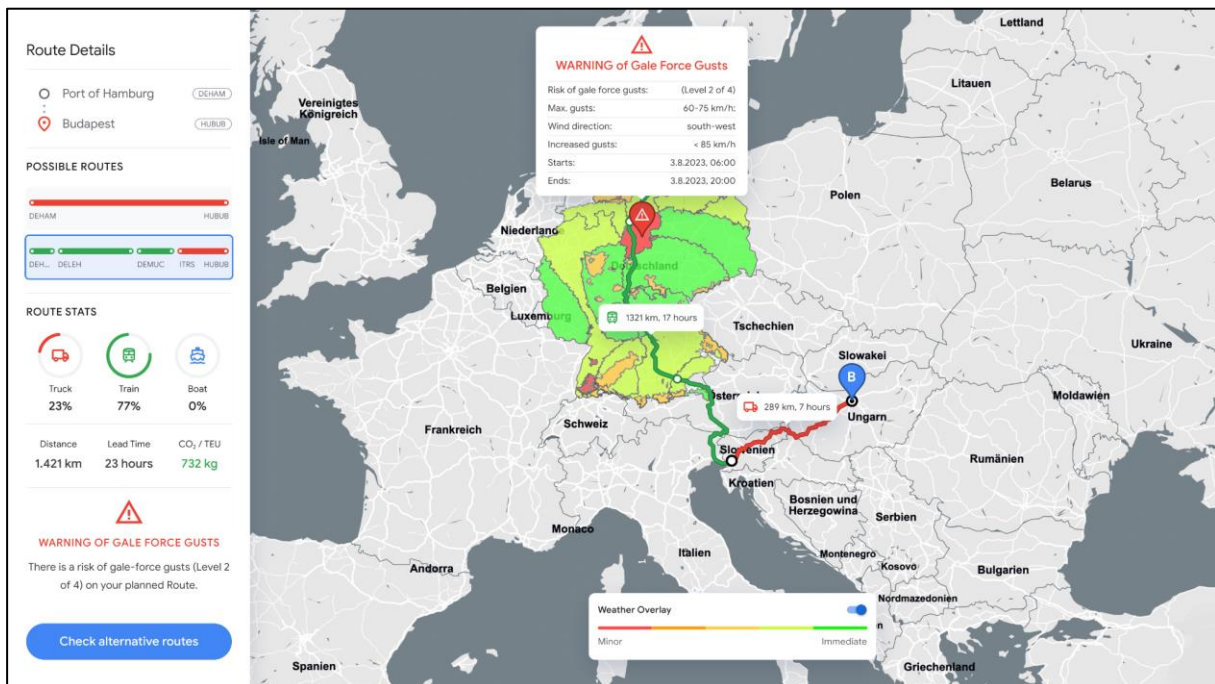 Route Details
Port of Hamburg
DEHAM
Budapest
HUBUB
POSSIBLE ROUTES
DEHAM
HUBUB
DEH...
DELEH
DEMUC
ITRS
HUBUB
ROUTE STATS
Truck
Train
Boat
23%
77%
0%
Distance
Lead Time
CO₂ / TEU
1.421 km
23 hours
732 kg
WARNING OF GALE FORCE GUSTS
There is a risk of gale-force gusts (Level 2
of 4) on your planned Route.
Check alternative routes
WARNING of Gale Force Gusts
Risk of gale force gusts: (Level 2 of 4)
Max. gusts: 60-75 km/h;
Wind direction: south-west
Increased gusts: < 85 km/h
Starts: 3.8.2023, 06:00
Ends: 3.8.2023, 20:00
Lettland
Litauen
Vereinigtes
Königreich
Isle of Man
Belarus
Polen
Niederlande
Deutschland
Belgien
Luxemburg
1321 km, 17 hours
Tschechien
Slowakei
Ukraine
B
289 km, 7 hours
Ungarn
Moldawien
Frankreich
Schweiz
Slowenien
Rumänien
Kroatien
Bosnien und
Herzegowina
Serbien
Monaco
Italien
Montenegro
Kosovo
Bulgarien
Andorra
Nordmazedonien
Weather Overlay
Minor
Immediate
Spanien
Griechenland